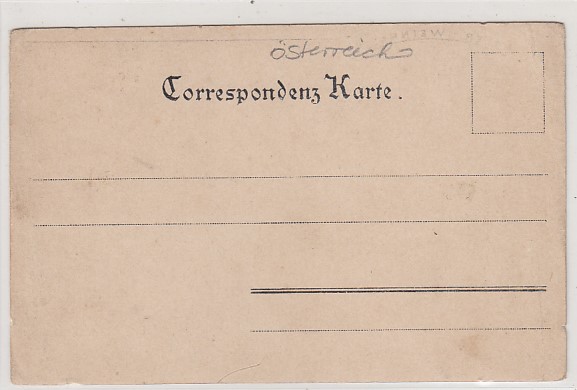 österreich
Correspondenz Karte.